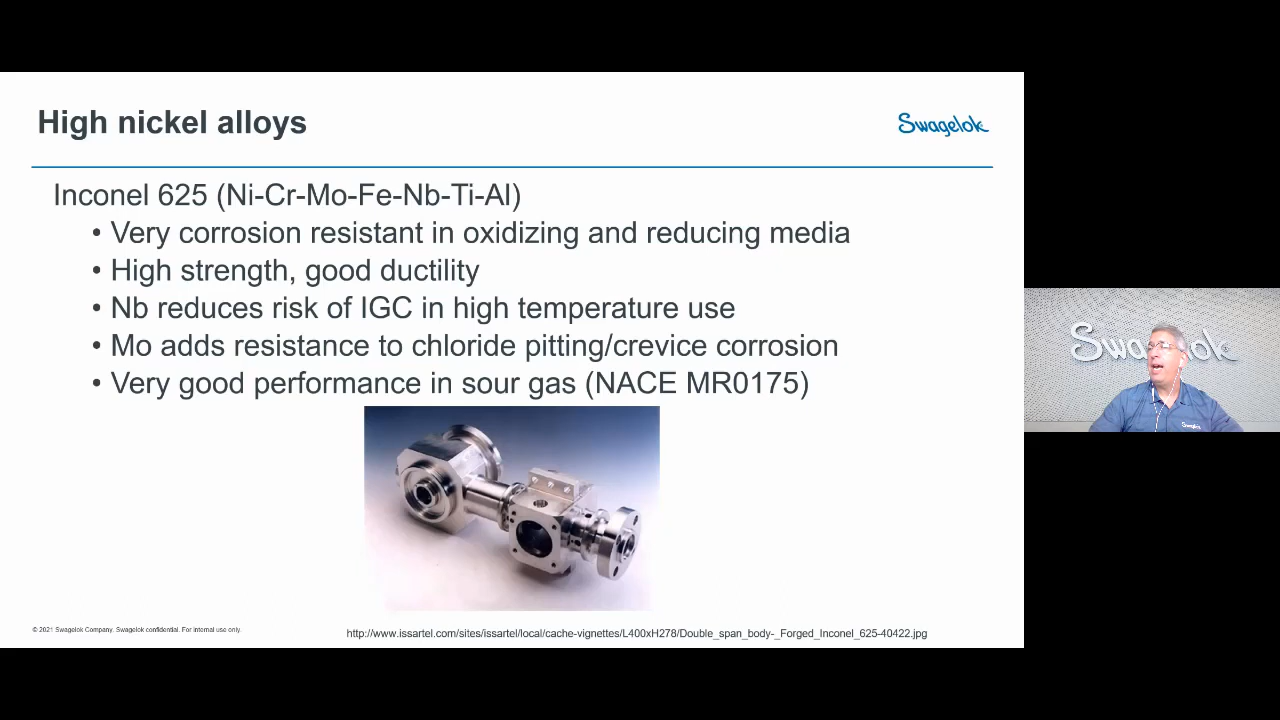 High nickel alloys
Swagelok
Inconel 625 (Ni-Cr-Mo-Fe-Nb-Ti-Al)
• Very corrosion resistant in oxidizing and reducing media
• High strength, good ductility
• Nb reduces risk of IGC in high temperature use
• Mo adds resistance to chloride pitting/crevice corrosion
• Very good performance in sour gas (NACE MR0175)
Swagelok
Swagelok
© 2021 Swagelok Company. Swagelok confidential. For internal use only.
http://www.issartel.com/sites/issartel/local/cache-vignettes/L400xH278/Double_span_body-_Forged_Inconel_625-40422.jpg